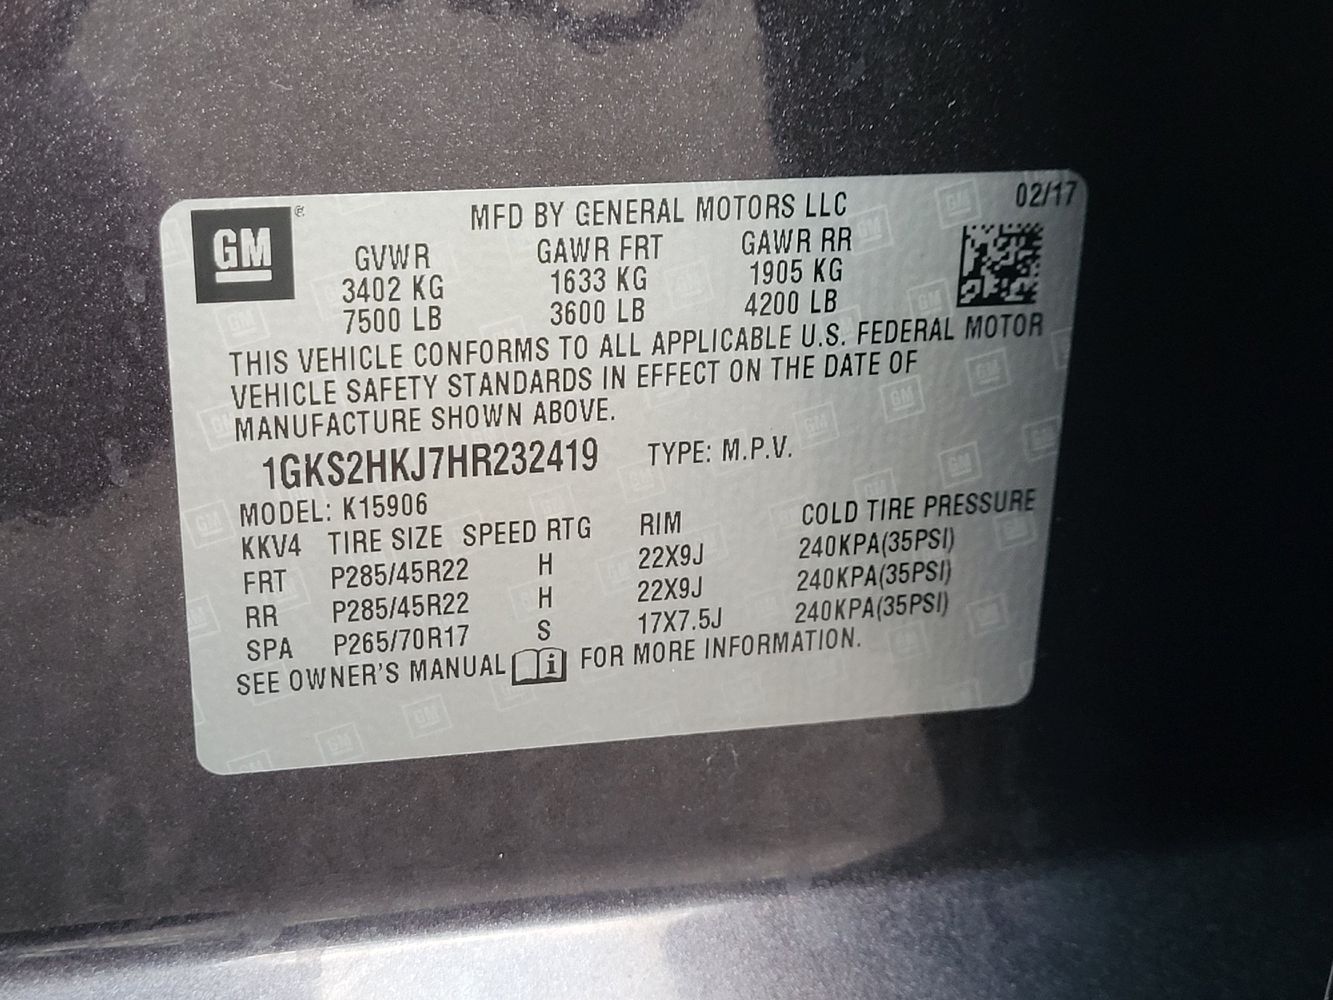 GM
MFD BY GENERAL MOTORS LLC
02/17
GVWR GAWR FRT GAWR RR
3402 KG 1633 KG 1905 KG
7500 LB 3600 LB 4200 LB
THIS VEHICLE CONFORMS TO ALL APPLICABLE U.S. FEDERAL MOTOR
VEHICLE SAFETY STANDARDS IN EFFECT ON THE DATE OF
MANUFACTURE SHOWN ABOVE.
1GKS2HKJ7HR232419 TYPE: M.P.V.
MODEL: K15906
KKV4 TIRE SIZE SPEED RTG RIM COLD TIRE PRESSURE
FRT P285/45R22 H 22X9J 240KPA(35PSI)
RR P285/45R22 H 22X9J 240KPA(35PSI)
SPA P265/70R17 S 17X7.5J 240KPA(35PSI)
SEE OWNER'S MANUAL i FOR MORE INFORMATION.